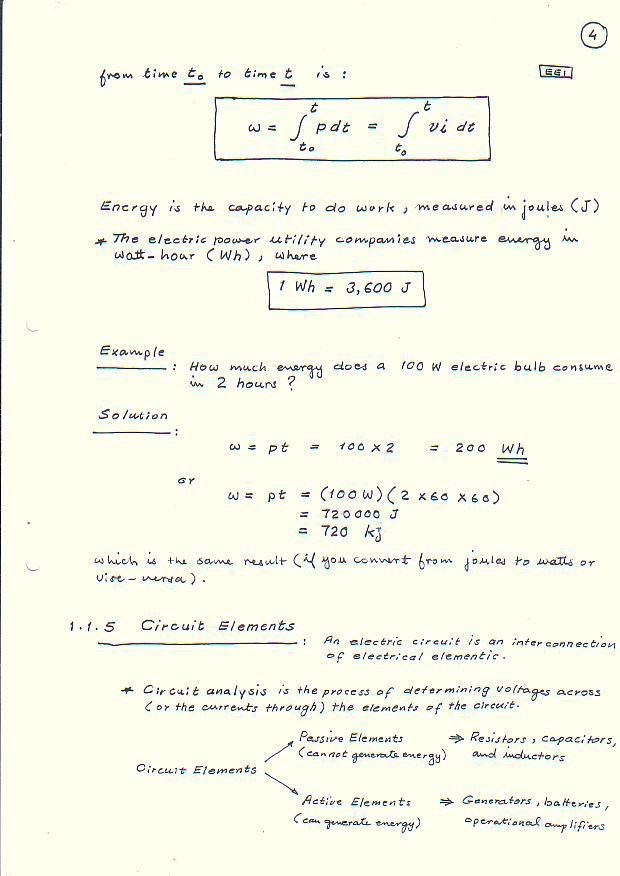 4
EE1
from time t₀ to time t is :
w = ∫ₜ₀ᵗ pdt = ∫ₜ₀ᵗ vi dt
Energy is the capacity to do work, measured in joules (J)
* The electric power utility companies measure energy in
watt-hour (Wh), where
1 Wh = 3,600 J
Example
: How much energy does a 100 W electric bulb consume
in 2 hours ?
Solution
:
w = pt = 100 x 2 = 200 Wh
or
w = pt = (100 W)(2 x 60 x 60)
= 720000 J
= 720 kj
which is the same result (if you convert from joules to watts or
vise-versa).
1.1.5 Circuit Elements
: An electric circuit is an interconnection
of electrical elementic.
* Circuit analysis is the process of determining voltages across
(or the currents through) the elements of the circuit.
Passive Elements ⇒ Resistors, capacitors,
(cannot generate energy) and inductors
Circuit Elements
Active Elements ⇒ Generators, batteries,
(can generate energy) operational amplifiers